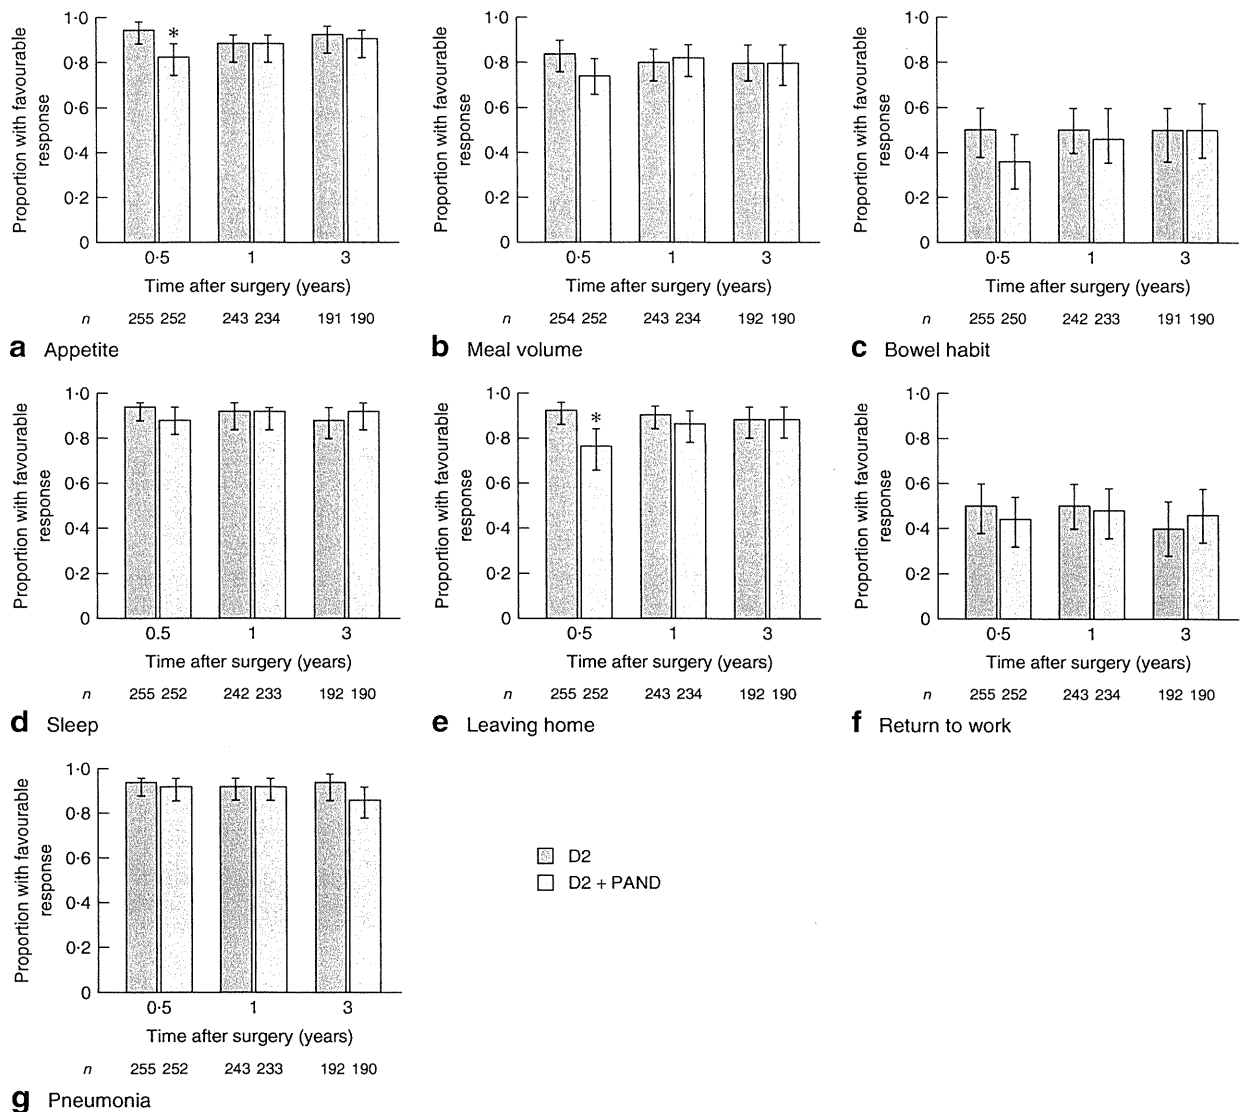 Proportion with favourable
response
1·0
0·8
0·6
0·4
0·2
0
*
0·5 1 3
Time after surgery (years)
n 255 252 243 234 191 190
a Appetite
Proportion with favourable
response
1·0
0·8
0·6
0·4
0·2
0
0·5 1 3
Time after surgery (years)
n 254 252 243 234 192 190
b Meal volume
Proportion with favourable
response
1·0
0·8
0·6
0·4
0·2
0
0·5 1 3
Time after surgery (years)
n 255 250 242 233 191 190
c Bowel habit
Proportion with favourable
response
1·0
0·8
0·6
0·4
0·2
0
0.5 1 3
Time after surgery (years)
n 255 252 242 233 192 190
d Sleep
Proportion with favourable
response
1·0
0·8
0·6
0·4
0·2
0
*
0·5 1 3
Time after surgery (years)
n 255 252 243 234 192 190
e Leaving home
Proportion with favourable
response
1·0
0·8
0·6
0·4
0·2
0
0·5 1 3
Time after surgery (years)
n 255 252 243 234 192 190
f Return to work
Proportion with favourable
response
1·0
0·8
0·6
0·4
0·2
0
0·5 1 3
Time after surgery (years)
n 255 252 243 233 192 190
g Pneumonia
D2
D2 + PAND